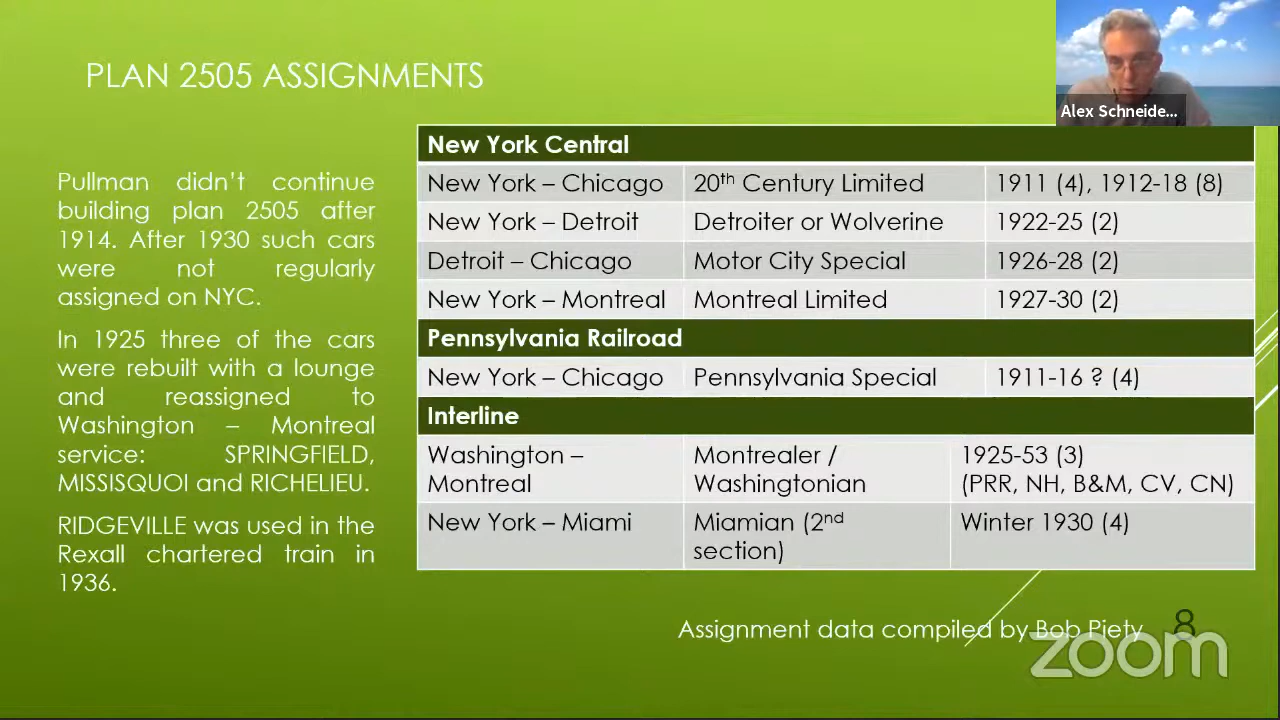 PLAN 2505 ASSIGNMENTS
Alex Schneide...
Pullman didn't continue
building plan 2505 after
1914. After 1930 such cars
were not regularly
assigned on NYC.
In 1925 three of the cars
were rebuilt with a lounge
and reassigned to
Washington – Montreal
service: SPRINGFIELD,
MISSISQUOI and RICHELIEU.
RIDGEVILLE was used in the
Rexall chartered train in
1936.
New York Central
New York – Chicago 20th Century Limited 1911 (4), 1912-18 (8)
New York – Detroit Detroiter or Wolverine 1922-25 (2)
Detroit – Chicago Motor City Special 1926-28 (2)
New York – Montreal Montreal Limited 1927-30 (2)
Pennsylvania Railroad
New York – Chicago Pennsylvania Special 1911-16 ? (4)
Interline
Washington – Montrealer / 1925-53 (3)
Montreal Washingtonian (PRR, NH, B&M, CV, CN)
New York – Miami Miamian (2nd Winter 1930 (4)
section)
Assignment data compiled by Bob Piety 8
zoom